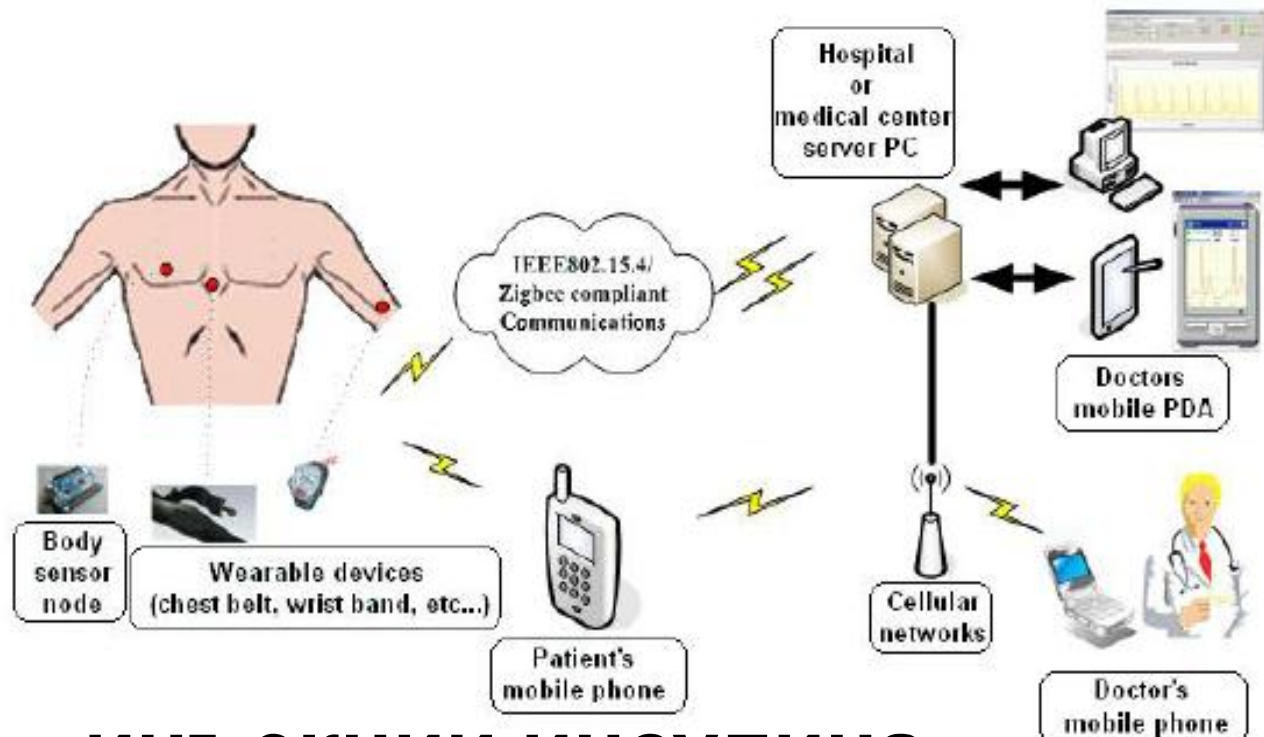 Hospital
or
medical center
server PC
IEEE802.15.4/
Zigbee compliant
Communications
Doctors
mobile PDA
Body
sensor
node
Wearable devices
(chest belt, wrist band, etc...)
Patient's
mobile phone
Cellular
networks
Doctor's
mobile phone